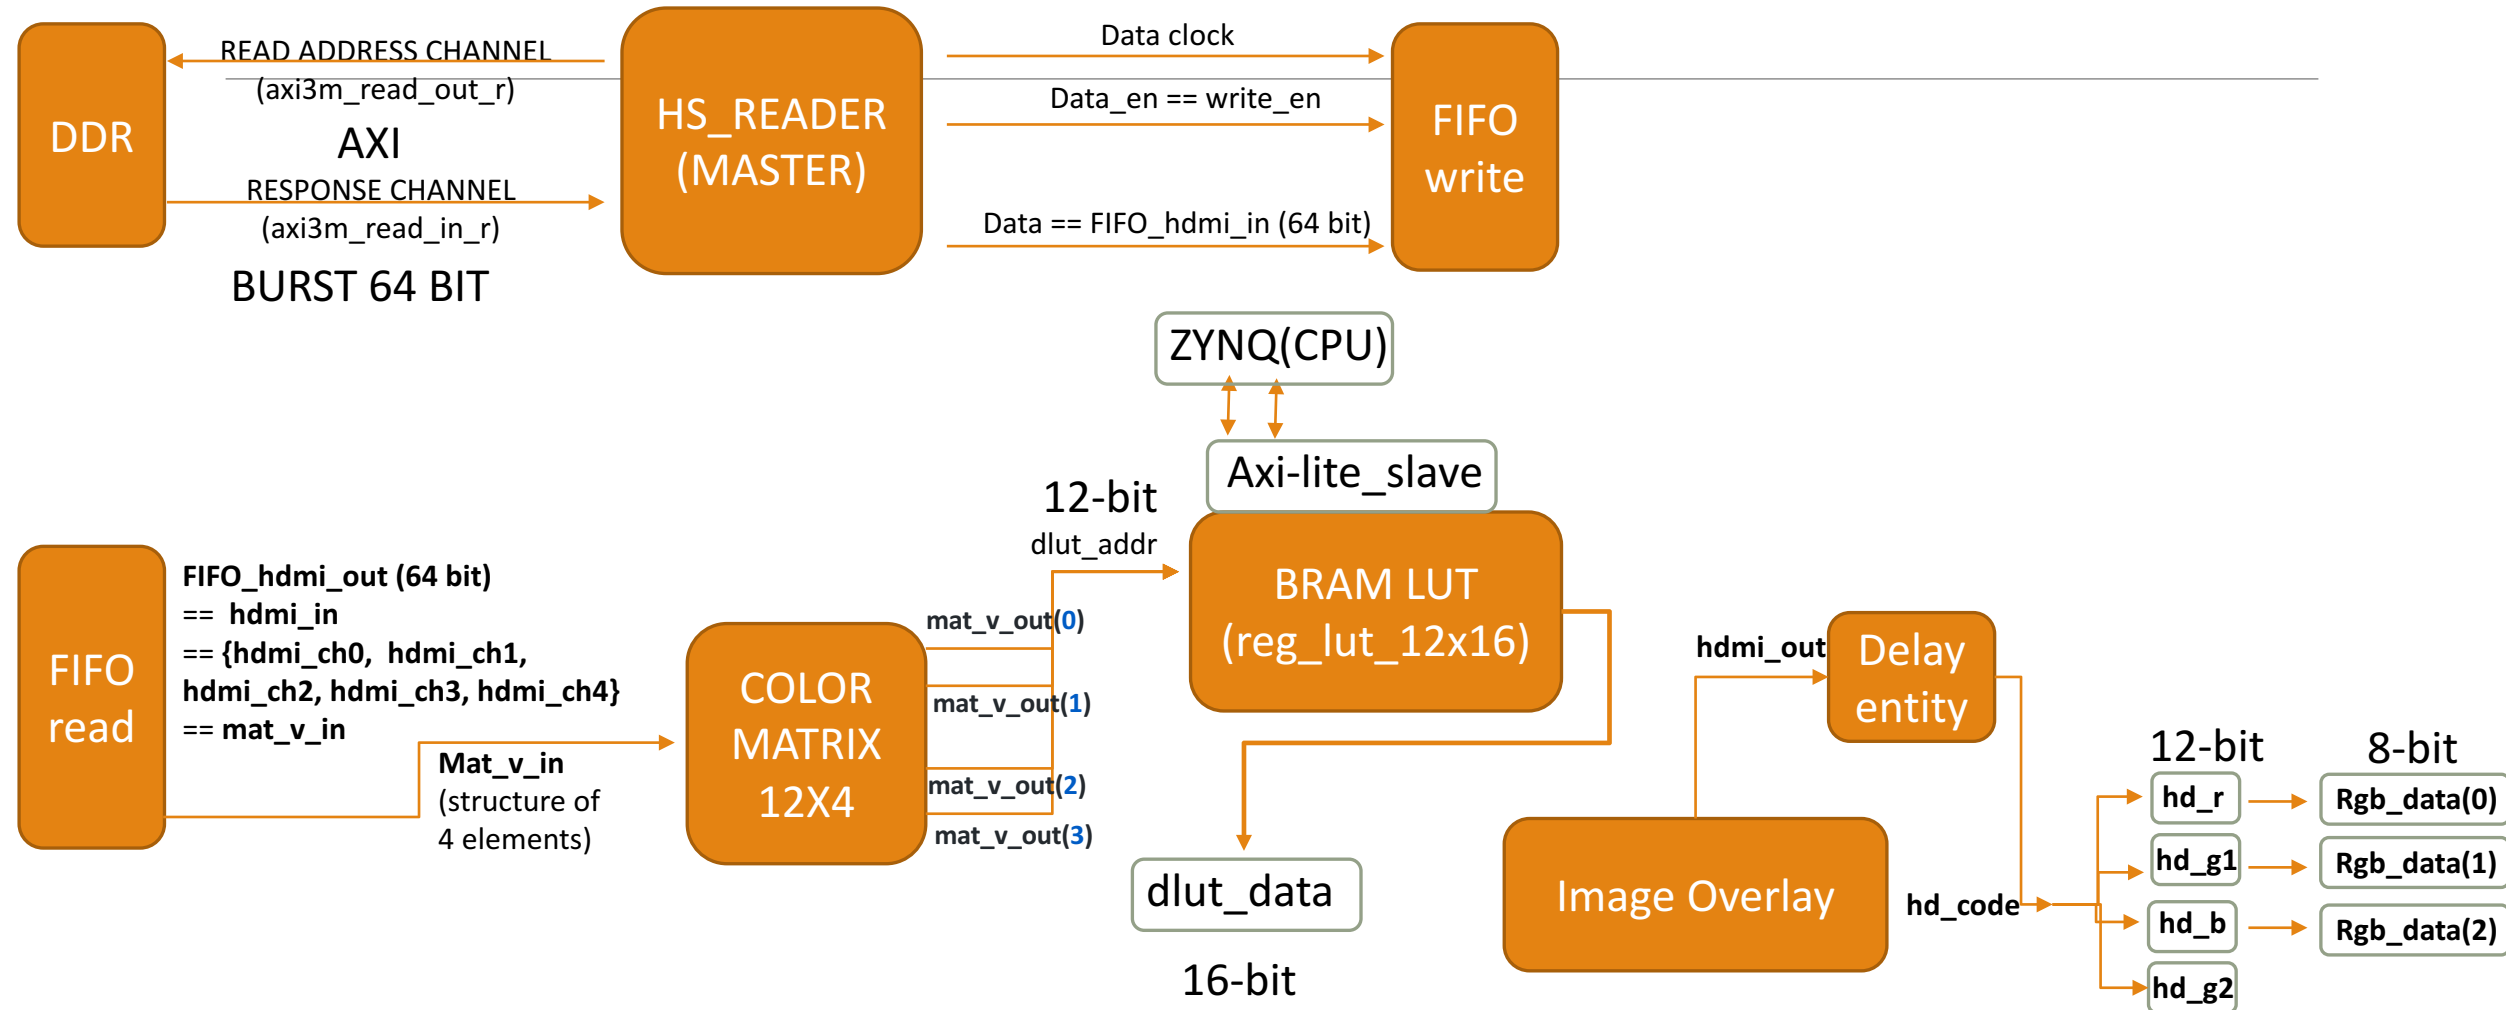 READ ADDRESS CHANNEL
(axi3m_read_out_r)
DDR
AXI
RESPONSE CHANNEL
(axi3m_read_in_r)
BURST 64 BIT
HS_READER
(MASTER)
Data clock
Data_en == write_en
Data == FIFO_hdmi_in (64 bit)
FIFO
write
ZYNQ(CPU)
Axi-lite_slave
12-bit
dlut_addr
BRAM LUT
(reg_lut_12x16)
FIFO
read
FIFO_hdmi_out (64 bit)
== hdmi_in
== {hdmi_ch0, hdmi_ch1,
hdmi_ch2, hdmi_ch3, hdmi_ch4}
== mat_v_in
Mat_v_in
(structure of
4 elements)
COLOR
MATRIX
12X4
mat_v_out(0)
mat_v_out(1)
mat_v_out(2)
mat_v_out(3)
dlut_data
16-bit
hdmi_out
Delay
entity
Image Overlay
hd_code
12-bit
8-bit
hd_r
Rgb_data(0)
hd_g1
Rgb_data(1)
hd_b
Rgb_data(2)
hd_g2